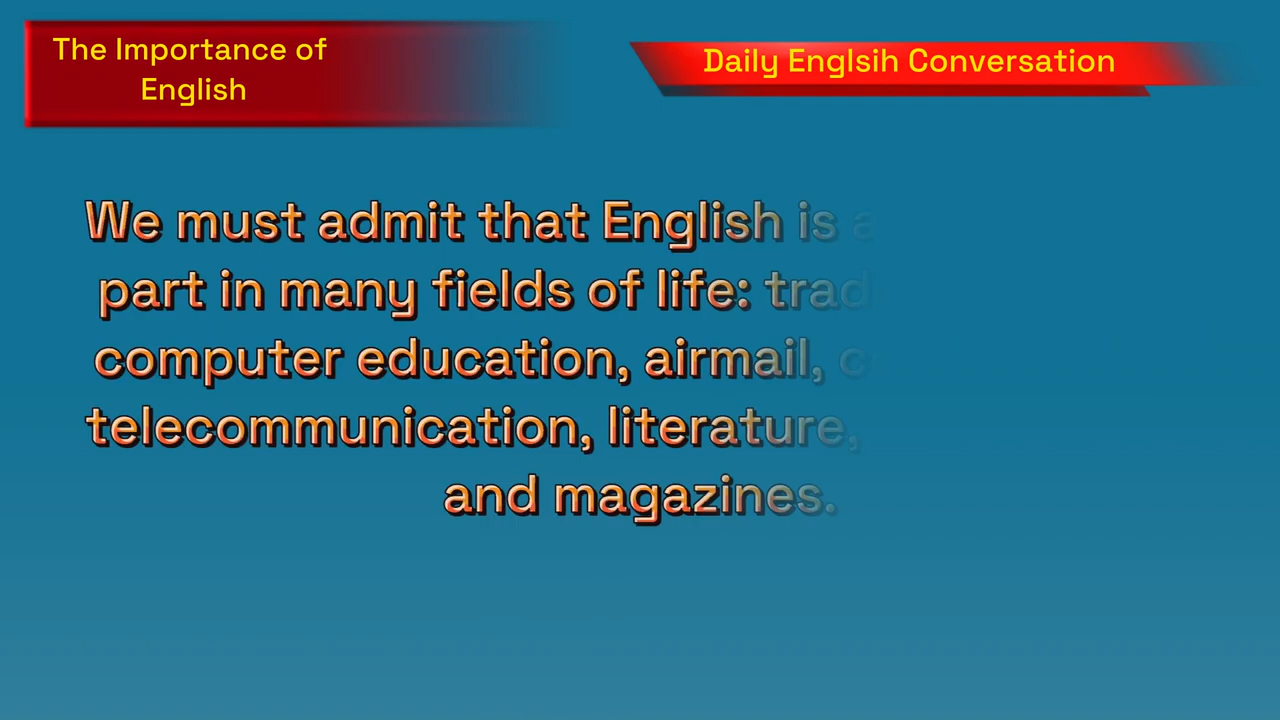 The Importance of
English
Daily Englsih Conversation
We must admit that English is
part in many fields of life:
computer education, airmail,
telecommunication, literature,
and magazines.